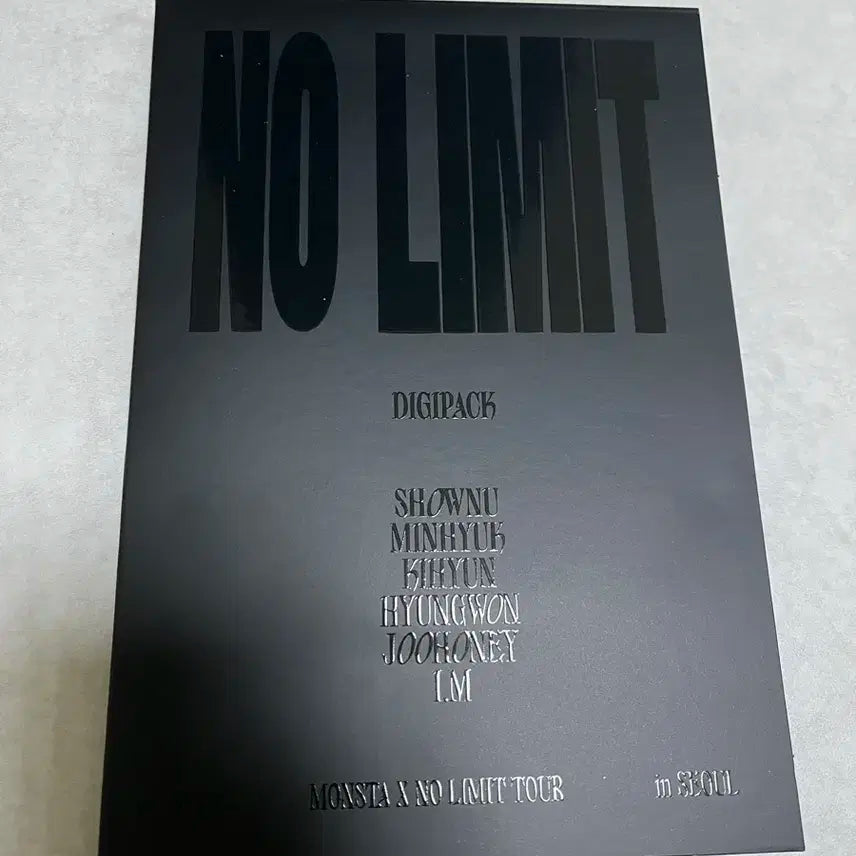 NO LIMIT
DIGIPACK
SHOWNU
MINHYUK
KIHYUN
HYUNGWON
JOOHONEY
I.M
MONSTA X NO LIMIT TOUR in SEOUL